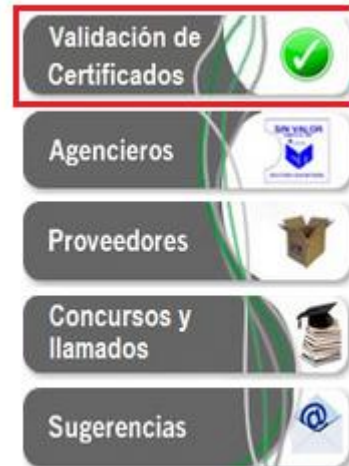 Validación de
Certificados
Agencieros
SIN VALOR
Proveedores
Concursos y
llamados
Sugerencias